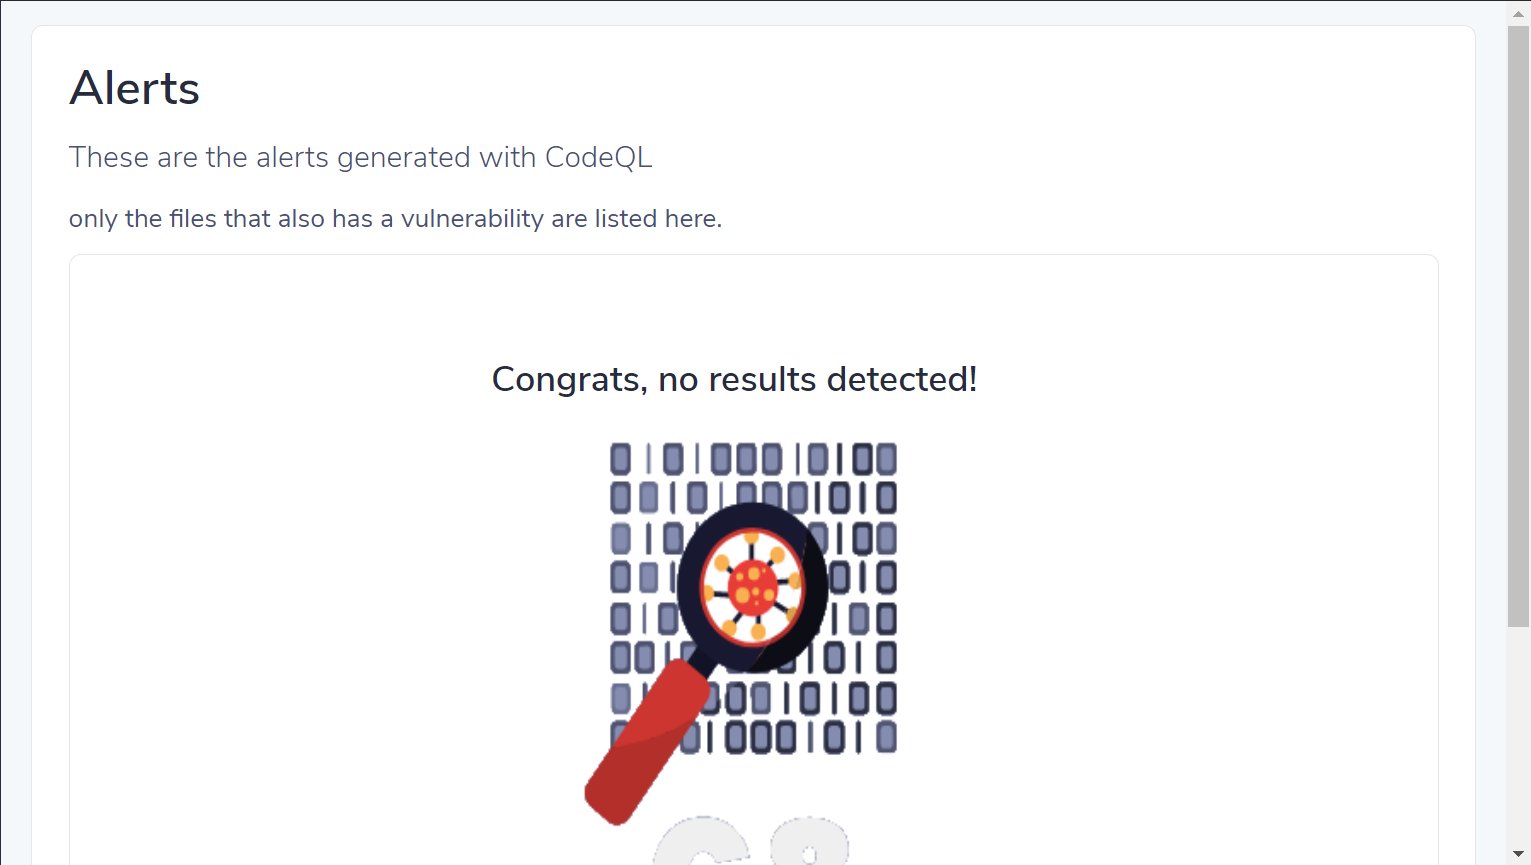 Alerts
These are the alerts generated with CodeQL
only the files that also has a vulnerability are listed here.
Congrats, no results detected!